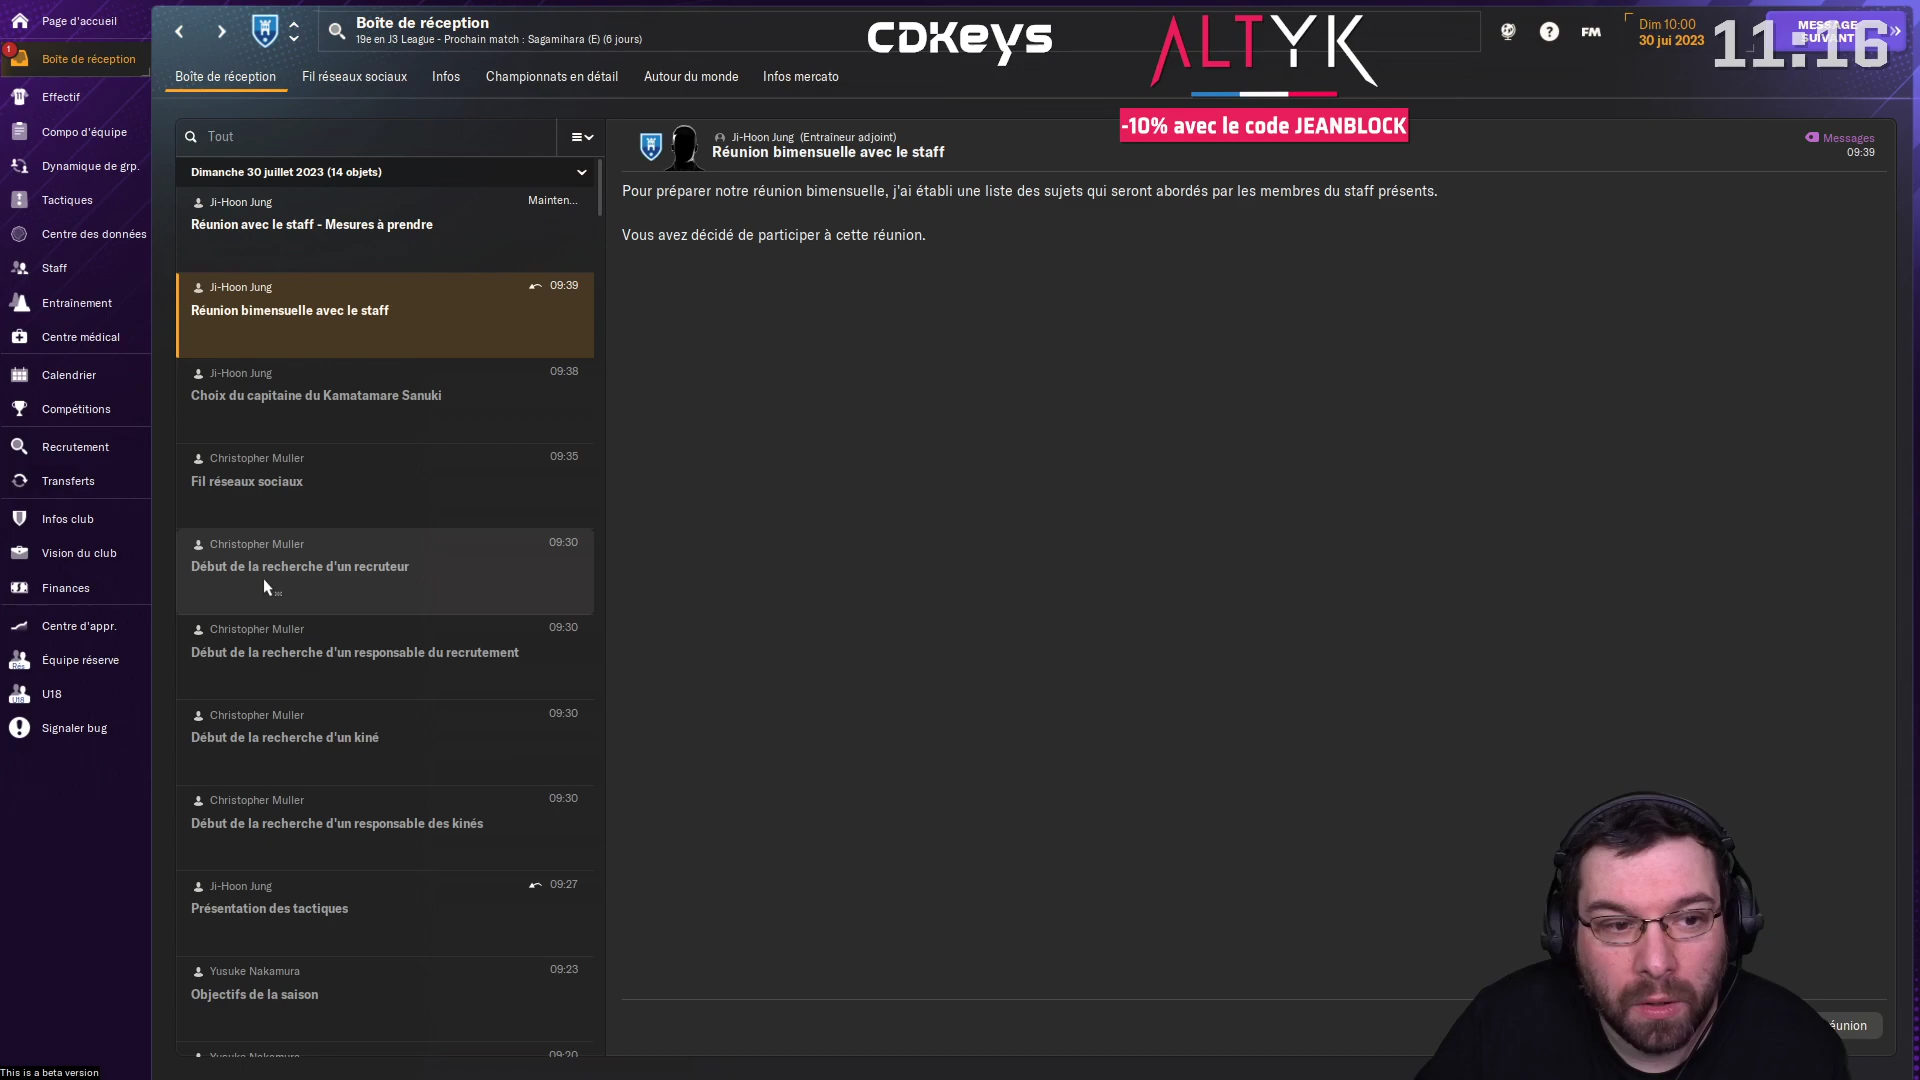 Page d'accueil
1
Boîte de réception
Effectif
Compo d'équipe
Dynamique de grp.
Tactiques
Centre des données
Staff
Entraînement
Centre médical
Calendrier
Compétitions
Recrutement
Transferts
Infos club
Vision du club
Finances
Centre d'appr.
Équipe réserve
U18
Signaler bug
This is a beta version
Boîte de réception
19e en J3 League - Prochain match : Sagamihara (E) (6 jours)
CDKeys
ALTYK
-10% avec le code JEANBLOCK
FM
Dim 10:00
30 jui 2023
MESSAGE
11:16
Boîte de réception
Fil réseaux sociaux
Infos
Championnats en détail
Autour du monde
Infos mercato
Tout
Dimanche 30 juillet 2023 (14 objets)
Ji-Hoon Jung
Mainten...
Réunion avec le staff - Mesures à prendre
Ji-Hoon Jung
09:39
Réunion bimensuelle avec le staff
Ji-Hoon Jung
09:38
Choix du capitaine du Kamatamare Sanuki
Christopher Muller
09:35
Fil réseaux sociaux
Christopher Muller
09:30
Début de la recherche d'un recruteur
Christopher Muller
09:30
Début de la recherche d'un responsable du recrutement
Christopher Muller
09:30
Début de la recherche d'un kiné
Christopher Muller
09:30
Début de la recherche d'un responsable des kinés
Ji-Hoon Jung
09:27
Présentation des tactiques
Yusuke Nakamura
09:23
Objectifs de la saison
Yusuke Nakamura
09:20
Ji-Hoon Jung (Entraîneur adjoint)
Réunion bimensuelle avec le staff
Messages
09:39
Pour préparer notre réunion bimensuelle, j'ai établi une liste des sujets qui seront abordés par les membres du staff présents.
Vous avez décidé de participer à cette réunion.